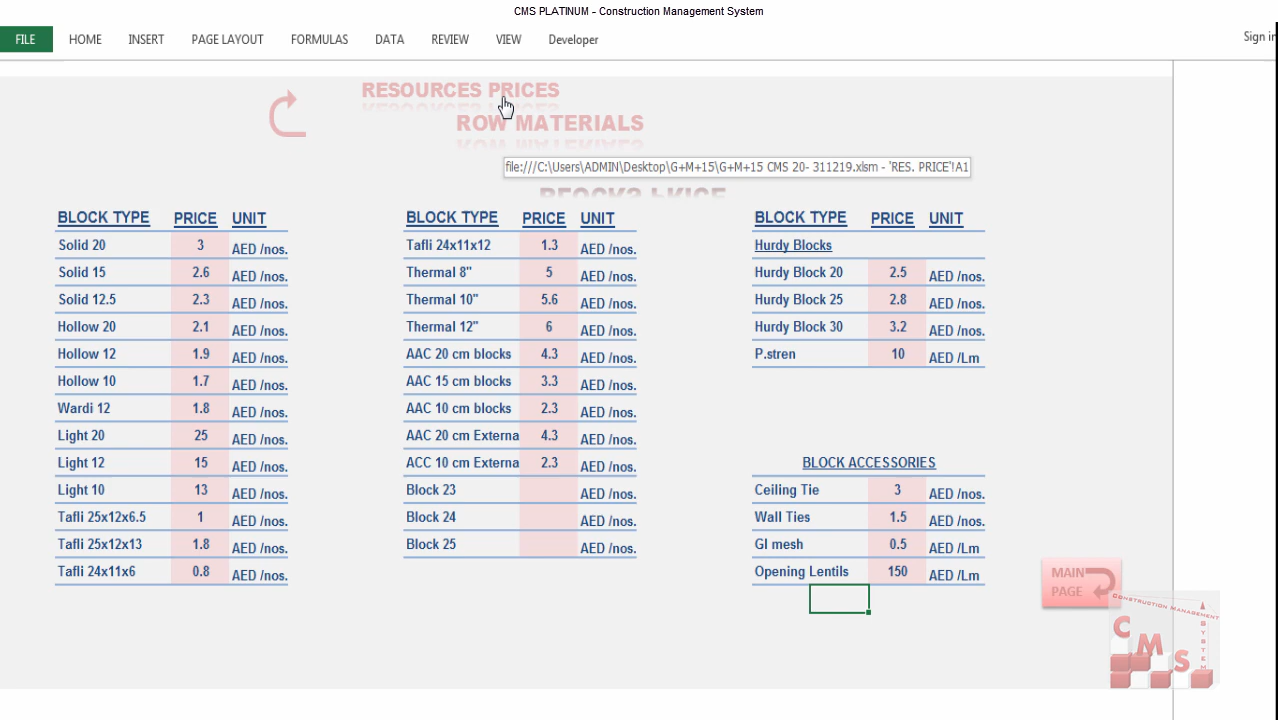 CMS PLATINUM - Construction Management System
FILE HOME INSERT PAGE LAYOUT FORMULAS DATA REVIEW VIEW Developer Sign in
RESOURCES PRICES
ROW MATERIALS
file:///C:\Users\ADMIN\Desktop\G+M+15\G+M+15 CMS 20- 311219.xlsm - 'RES. PRICE'!A1
BLOCKS PRICE
BLOCK TYPE PRICE UNIT
Solid 20 3 AED /nos.
Solid 15 2.6 AED /nos.
Solid 12.5 2.3 AED /nos.
Hollow 20 2.1 AED /nos.
Hollow 12 1.9 AED /nos.
Hollow 10 1.7 AED /nos.
Wardi 12 1.8 AED /nos.
Light 20 25 AED /nos.
Light 12 15 AED /nos.
Light 10 13 AED /nos.
Tafli 25x12x6.5 1 AED /nos.
Tafli 25x12x13 1.8 AED /nos.
Tafli 24x11x6 0.8 AED /nos.
BLOCK TYPE PRICE UNIT
Tafli 24x11x12 1.3 AED /nos.
Thermal 8" 5 AED /nos.
Thermal 10" 5.6 AED /nos.
Thermal 12" 6 AED /nos.
AAC 20 cm blocks 4.3 AED /nos.
AAC 15 cm blocks 3.3 AED /nos.
AAC 10 cm blocks 2.3 AED /nos.
AAC 20 cm Externa 4.3 AED /nos.
ACC 10 cm Externa 2.3 AED /nos.
Block 23 AED /nos.
Block 24 AED /nos.
Block 25 AED /nos.
BLOCK TYPE PRICE UNIT
Hurdy Blocks
Hurdy Block 20 2.5 AED /nos.
Hurdy Block 25 2.8 AED /nos.
Hurdy Block 30 3.2 AED /nos.
P.stren 10 AED /Lm
BLOCK ACCESSORIES
Ceiling Tie 3 AED /nos.
Wall Ties 1.5 AED /nos.
GI mesh 0.5 AED /Lm
Opening Lentils 150 AED /Lm
MAIN
PAGE
CONSTRUCTION MANAGEMENT
SYSTEM
CMS